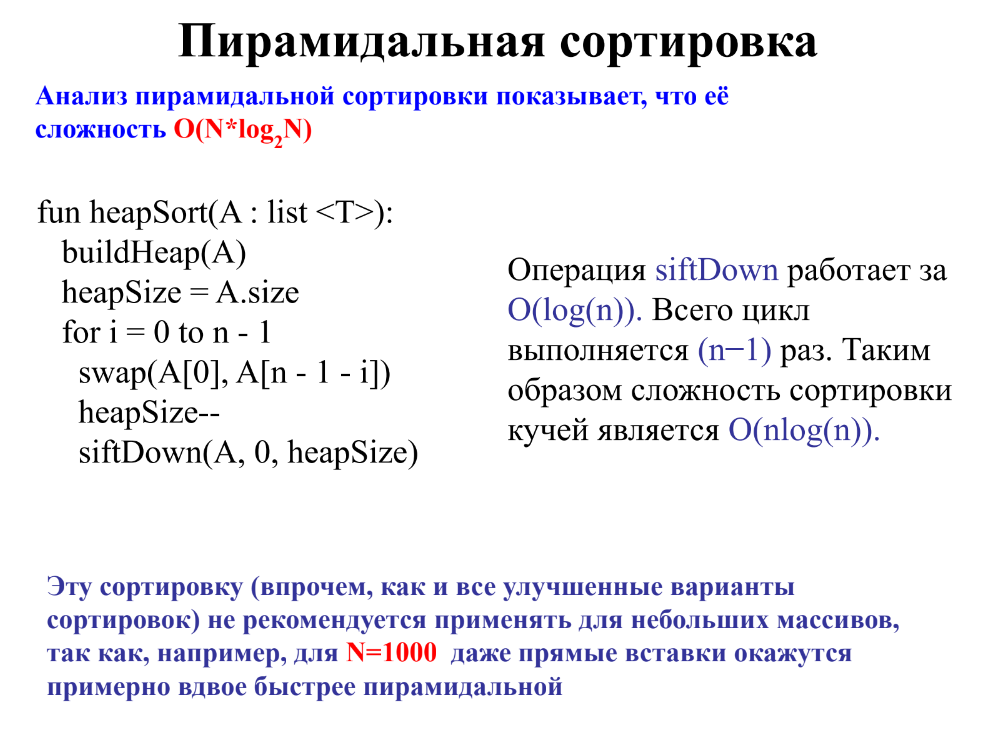 Пирамидальная сортировка
Анализ пирамидальной сортировки показывает, что её
сложность O(N*log₂N)
fun heapSort(A : list <T>):
buildHeap(A)
heapSize = A.size
for i = 0 to n - 1
swap(A[0], A[n - 1 - i])
heapSize--
siftDown(A, 0, heapSize)
Операция siftDown работает за
O(log(n)). Всего цикл
выполняется (n−1) раз. Таким
образом сложность сортировки
кучей является O(nlog(n)).
Эту сортировку (впрочем, как и все улучшенные варианты
сортировок) не рекомендуется применять для небольших массивов,
так как, например, для N=1000 даже прямые вставки окажутся
примерно вдвое быстрее пирамидальной